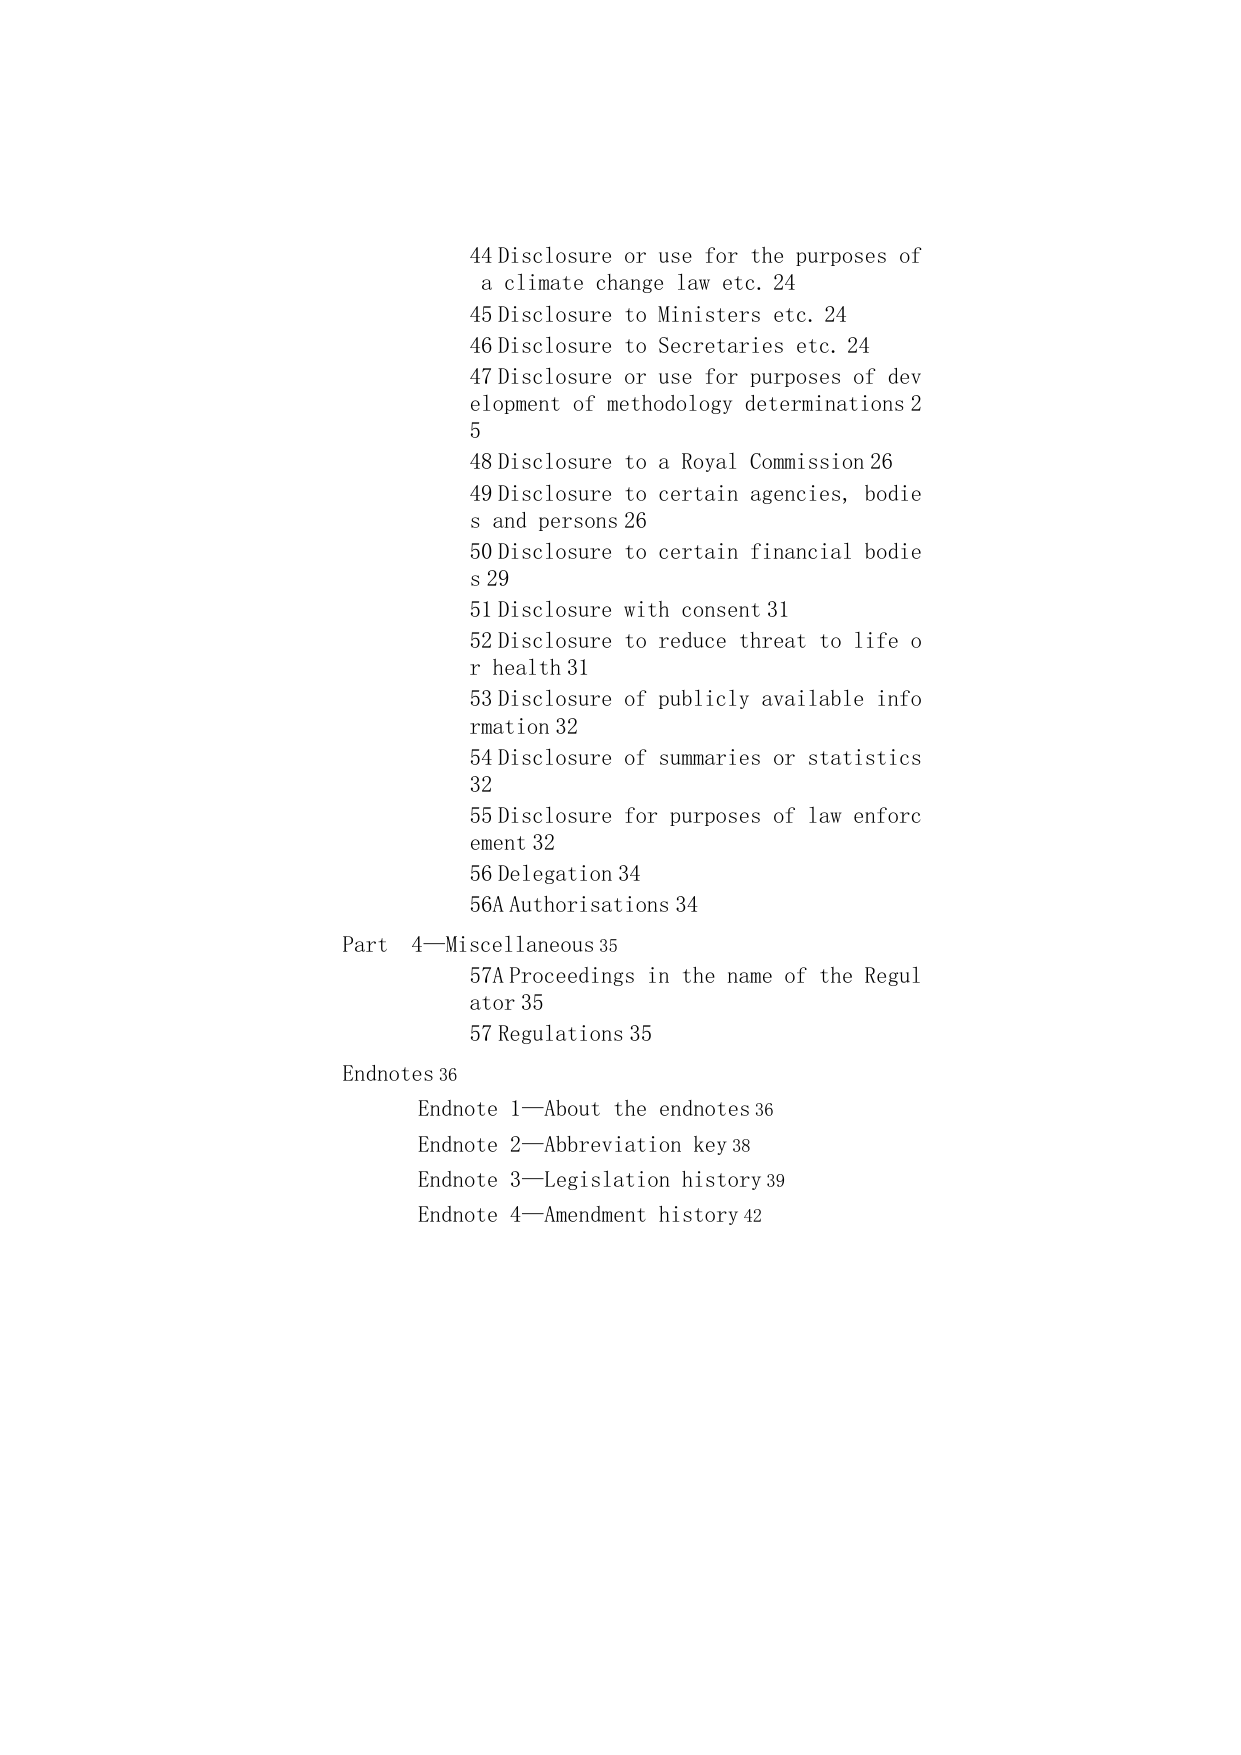 44 Disclosure or use for the purposes of
a climate change law etc. 24
45 Disclosure to Ministers etc. 24
46 Disclosure to Secretaries etc. 24
47 Disclosure or use for purposes of dev
elopment of methodology determinations 2
5
48 Disclosure to a Royal Commission 26
49 Disclosure to certain agencies, bodie
s and persons 26
50 Disclosure to certain financial bodie
s 29
51 Disclosure with consent 31
52 Disclosure to reduce threat to life o
r health 31
53 Disclosure of publicly available info
rmation 32
54 Disclosure of summaries or statistics
32
55 Disclosure for purposes of law enforc
ement 32
56 Delegation 34
56A Authorisations 34
Part 4—Miscellaneous 35
57A Proceedings in the name of the Regul
ator 35
57 Regulations 35
Endnotes 36
Endnote 1—About the endnotes 36
Endnote 2—Abbreviation key 38
Endnote 3—Legislation history 39
Endnote 4—Amendment history 42